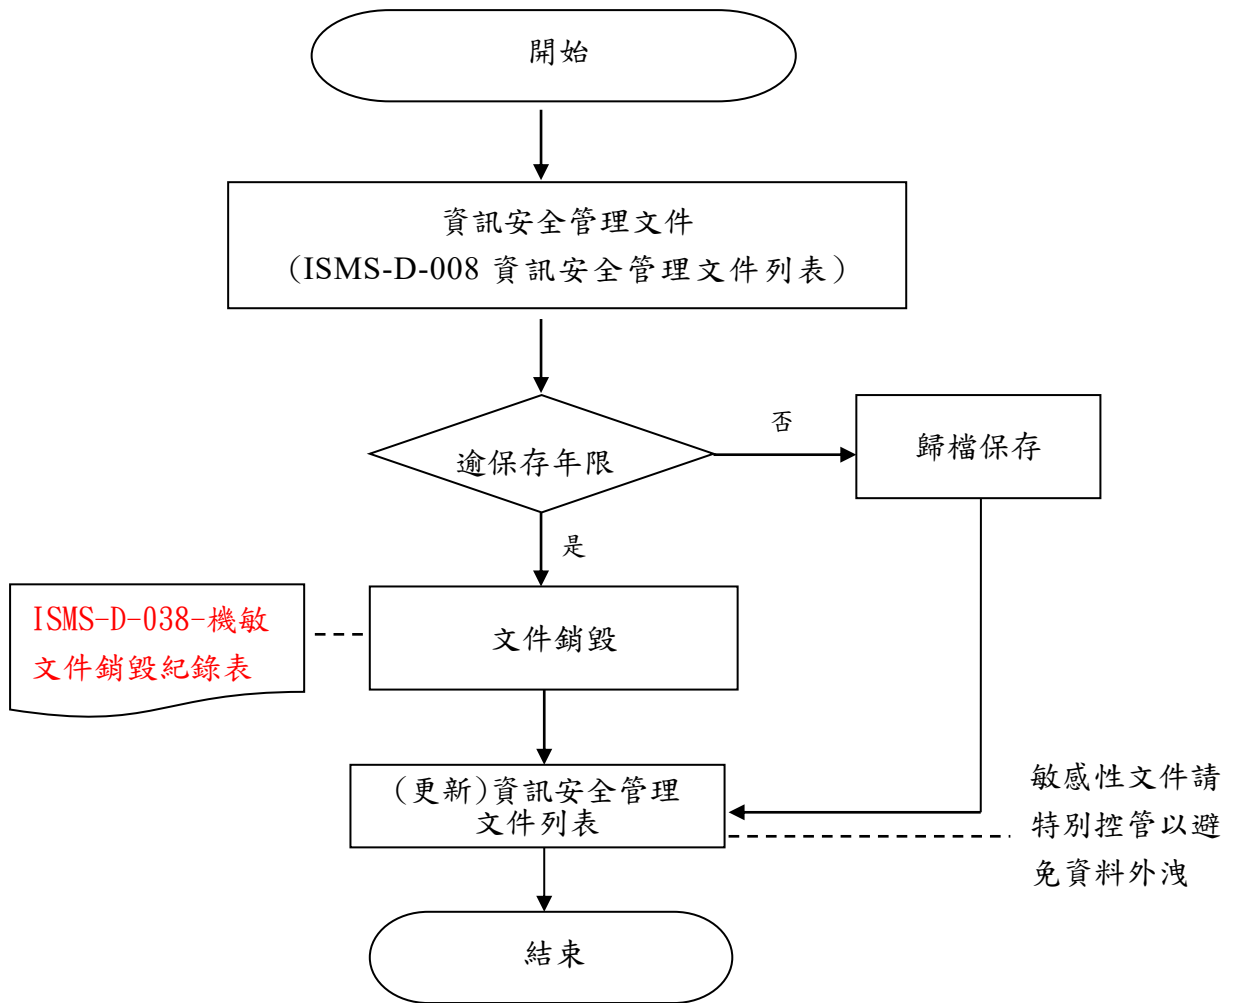 開始
資訊安全管理文件
（ISMS-D-008 資訊安全管理文件列表）
否
逾保存年限
歸檔保存
是
ISMS-D-038-機敏
文件銷毀紀錄表
文件銷毀
(更新)資訊安全管理
文件列表
敏感性文件請
特別控管以避
免資料外洩
結束